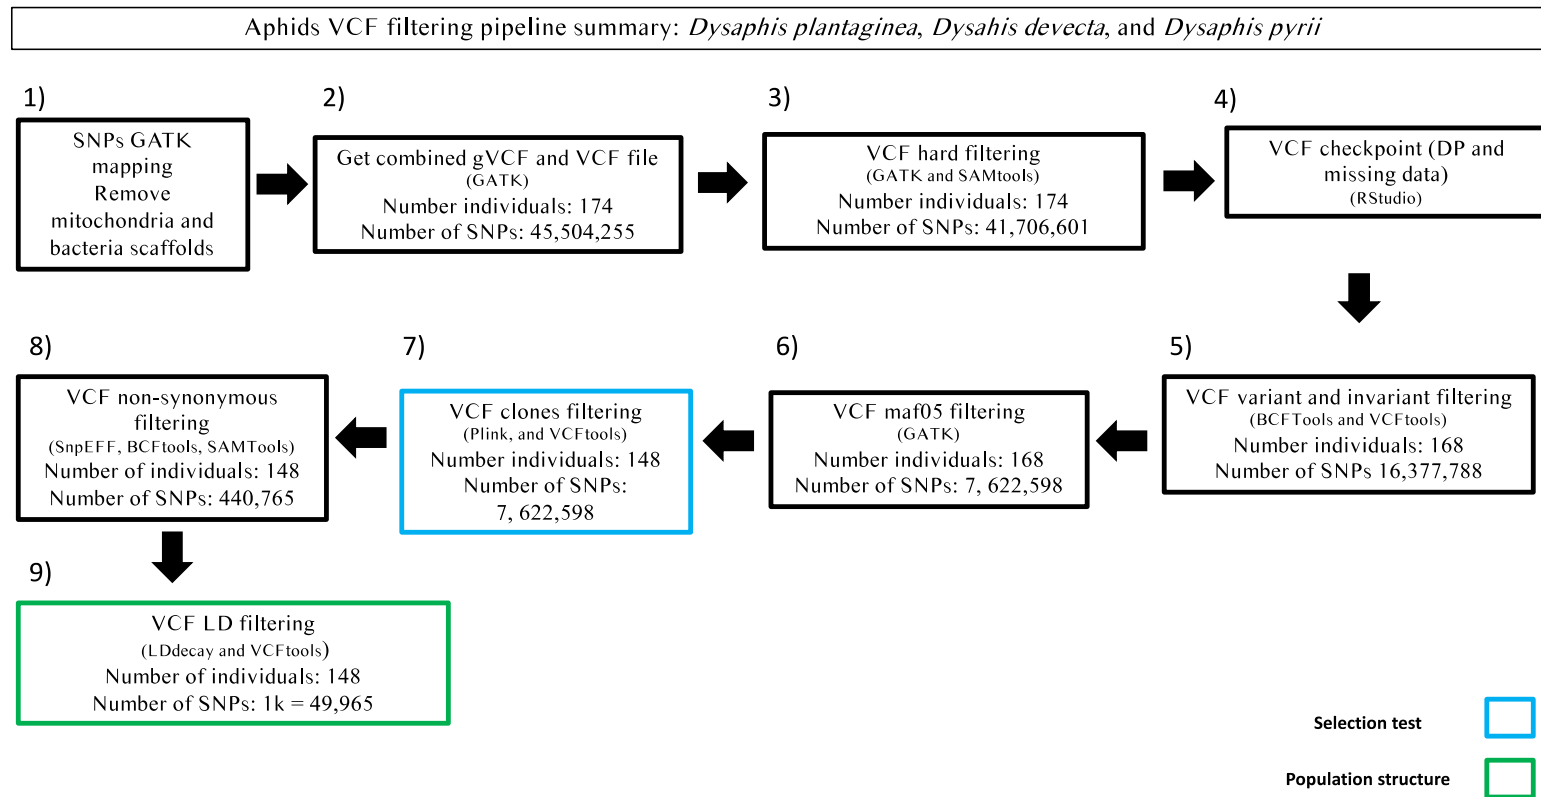 Aphids VCF filtering pipeline summary: Dysaphis plantaginea, Dysahis devecta, and Dysaphis pyrii
1)
SNPs GATK
mapping
Remove
mitochondria and
bacteria scaffolds
2)
Get combined gVCF and VCF file
(GATK)
Number individuals: 174
Number of SNPs: 45,504,255
3)
VCF hard filtering
(GATK and SAMtools)
Number individuals: 174
Number of SNPs: 41,706,601
4)
VCF checkpoint (DP and
missing data)
(RStudio)
5)
VCF variant and invariant filtering
(BCFTools and VCFtools)
Number individuals: 168
Number of SNPs 16,377,788
6)
VCF maf05 filtering
(GATK)
Number individuals: 168
Number of SNPs: 7, 622,598
7)
VCF clones filtering
(Plink, and VCFtools)
Number individuals: 148
Number of SNPs:
7, 622,598
8)
VCF non-synonymous
filtering
(SnpEFF, BCFtools, SAMTools)
Number of individuals: 148
Number of SNPs: 440,765
9)
VCF LD filtering
(LDdecay and VCFtools)
Number of individuals: 148
Number of SNPs: 1k = 49,965
Selection test
Population structure